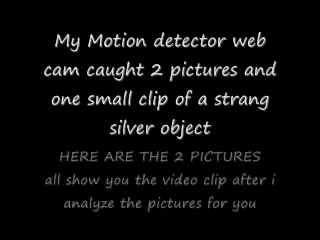 My Motion detector web
cam caught 2 pictures and
one small clip of a strang
silver object
HERE ARE THE 2 PICTURES
all show you the video clip after i
analyze the pictures for you